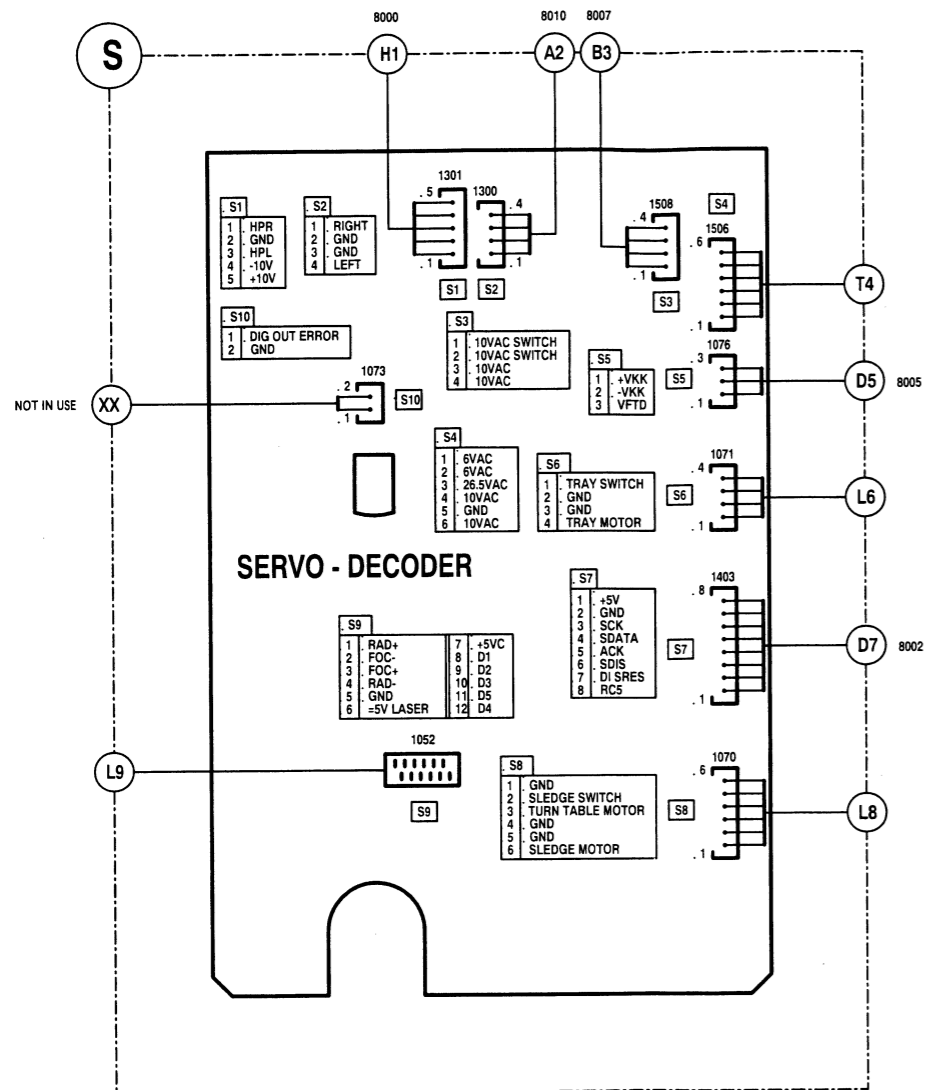 8000
8010
8007
S
H1
A2
B3
1301
. 5
1300
. 4
. 1
. 1
S1
S2
. S1
1 . HPR
2 . GND
3 . HPL
4 . -10V
5 . +10V
. S2
1 . RIGHT
2 . GND
3 . GND
4 . LEFT
1508
. 4
. 1
S3
S4
1506
. 6
. 1
T4
. S10
1 . DIG OUT ERROR
2 . GND
. S3
1 . 10VAC SWITCH
2 . 10VAC SWITCH
3 . 10VAC
4 . 10VAC
. S5
1 . +VKK
2 . -VKK
3 . VFTD
S5
1076
. 3
. 1
D5
8005
NOT IN USE
XX
1073
. 2
. 1
S10
. S4
1 . 6VAC
2 . 6VAC
3 . 26.5VAC
4 . 10VAC
5 . GND
6 . 10VAC
. S6
1 . TRAY SWITCH
2 . GND
3 . GND
4 . TRAY MOTOR
S6
1071
. 4
. 1
L6
SERVO - DECODER
. S7
1 . +5V
2 . GND
3 . SCK
4 . SDATA
5 . ACK
6 . SDIS
7 . DI SRES
8 . RC5
S7
1403
. 8
. 1
D7
8002
. S9
1 . RAD+ 7 . +5VC
2 . FOC- 8 . D1
3 . FOC+ 9 . D2
4 . RAD- 10 . D3
5 . GND 11 . D5
6 . =5V LASER 12 . D4
L9
1052
S9
. S8
1 . GND
2 . SLEDGE SWITCH
3 . TURN TABLE MOTOR
4 . GND
5 . GND
6 . SLEDGE MOTOR
S8
1070
. 6
. 1
L8